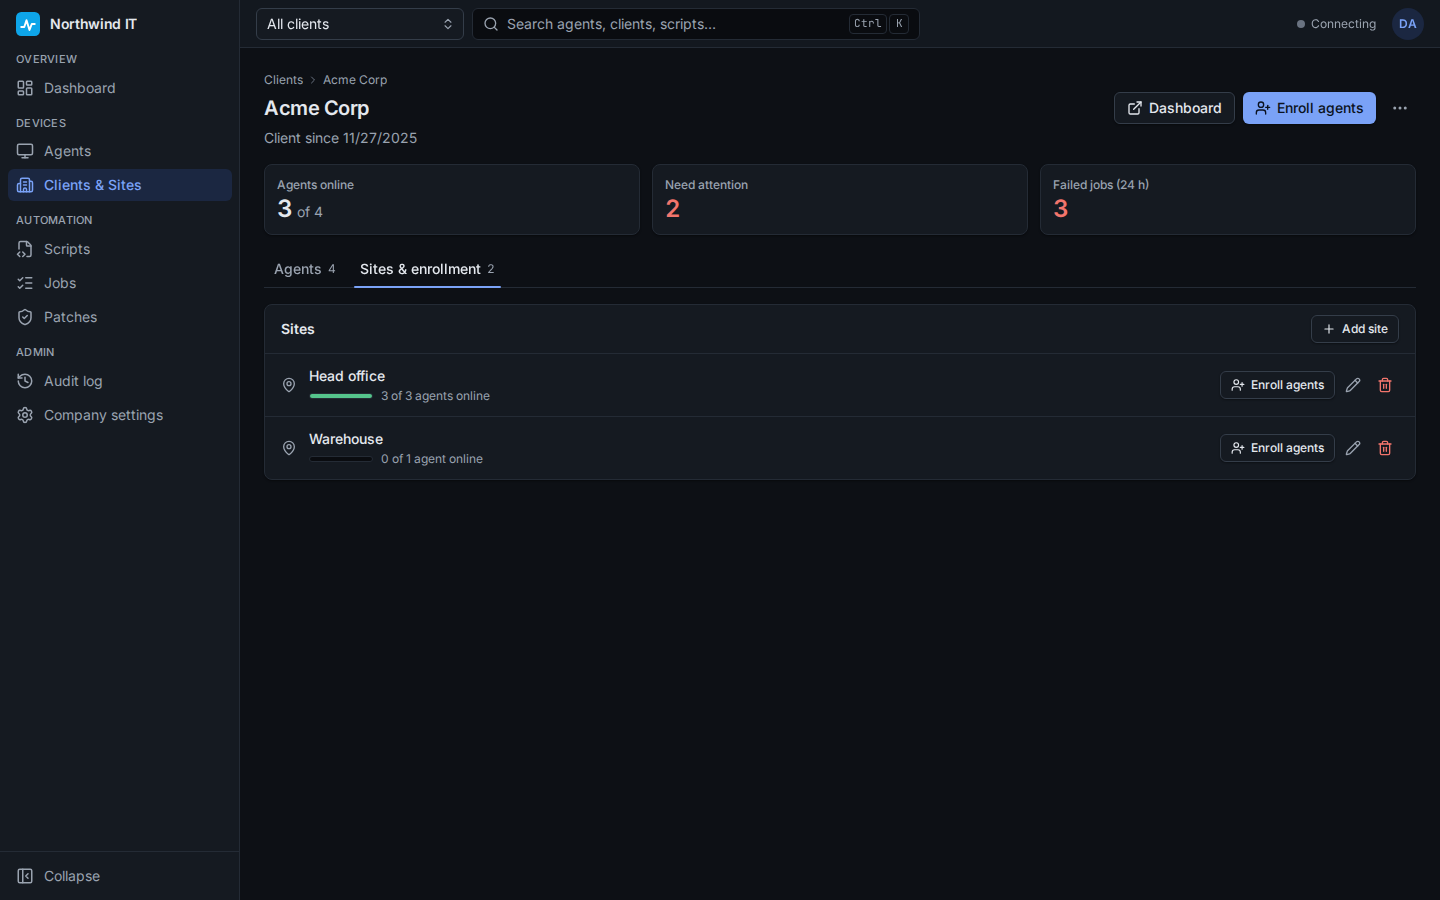 Northwind IT
OVERVIEW
Dashboard
DEVICES
Agents
Clients & Sites
AUTOMATION
Scripts
Jobs
Patches
ADMIN
Audit log
Company settings
Collapse
All clients
Search agents, clients, scripts...
Ctrl K
Connecting
DA
Clients > Acme Corp
Acme Corp
Client since 11/27/2025
Dashboard
Enroll agents
Agents online
3 of 4
Need attention
2
Failed jobs (24 h)
3
Agents 4
Sites & enrollment 2
Sites
Add site
Head office
3 of 3 agents online
Enroll agents
Warehouse
0 of 1 agent online
Enroll agents